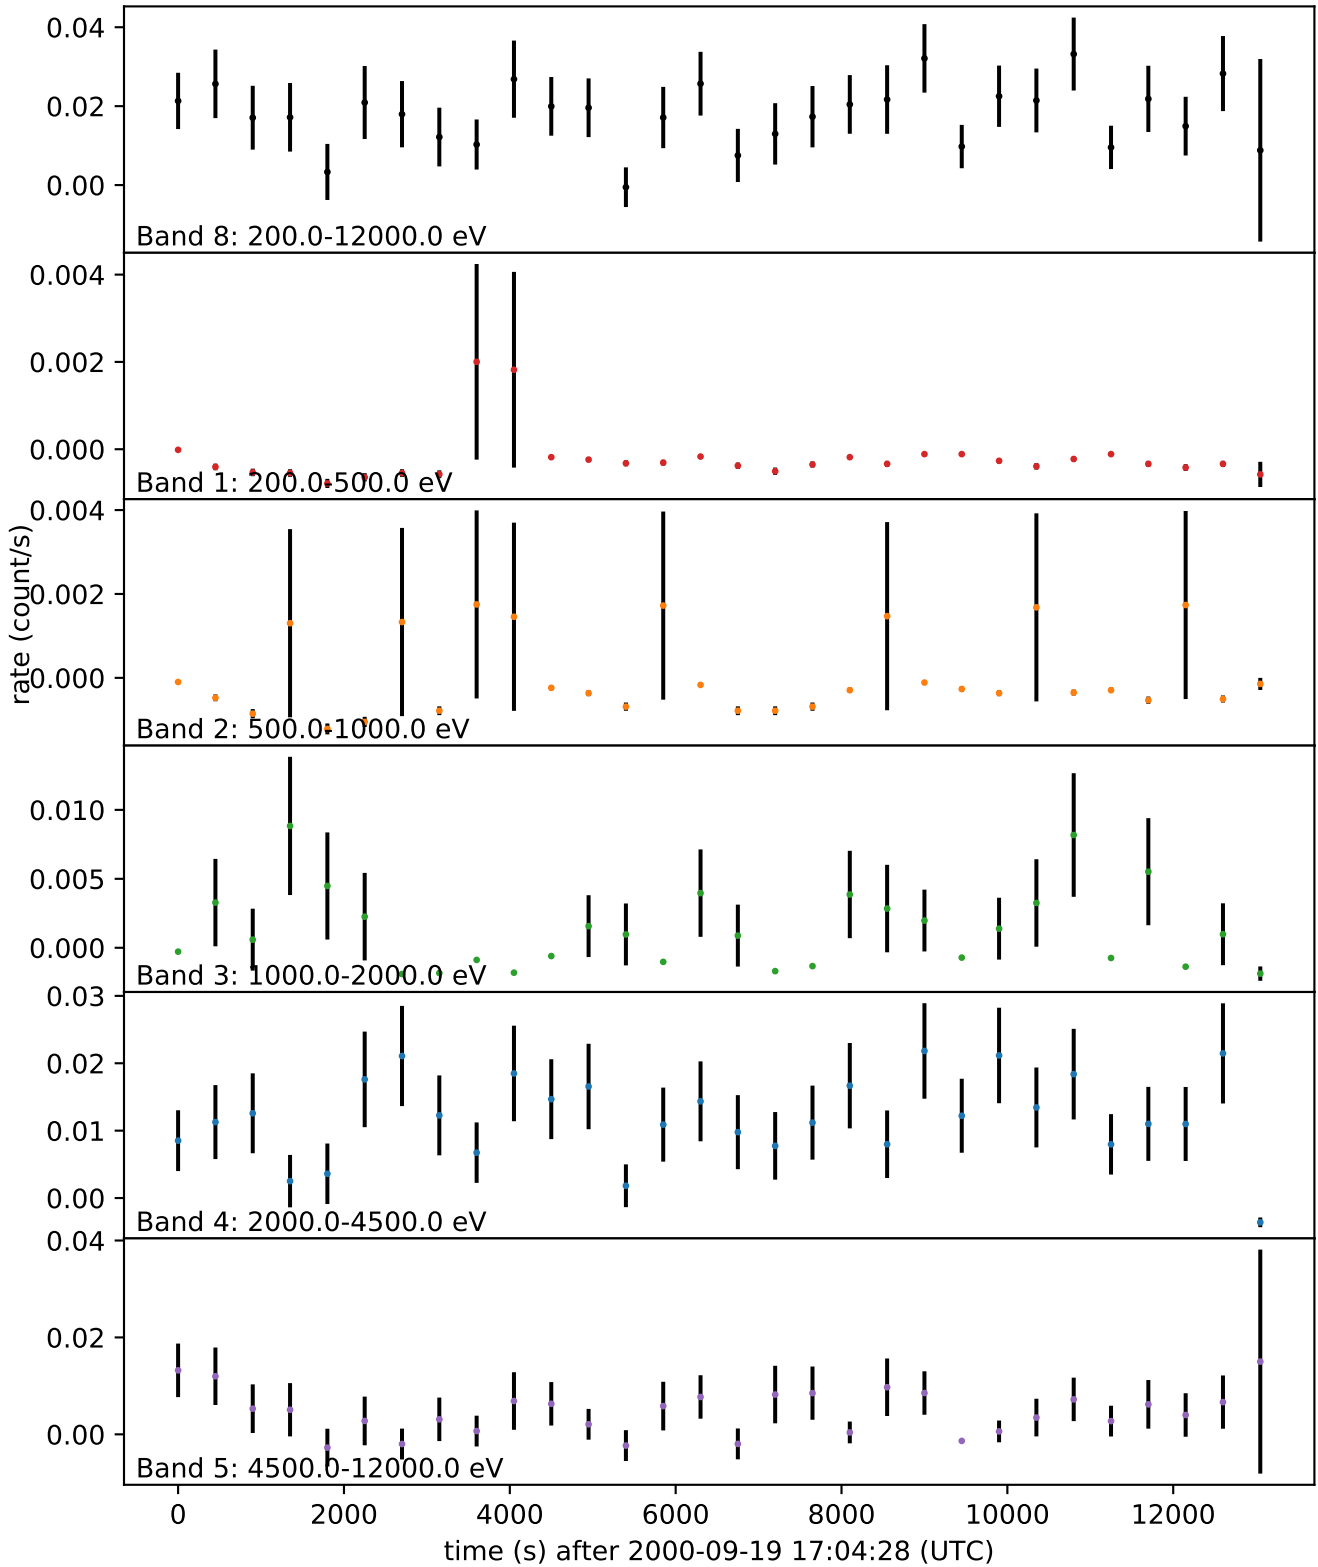 0.04
0.02
0.00
Band 8: 200.0-12000.0 eV
0.004
0.002
0.000
Band 1: 200.0-500.0 eV
0.004
0.002
0.000
Band 2: 500.0-1000.0 eV
rate (count/s)
0.010
0.005
0.000
Band 3: 1000.0-2000.0 eV
0.03
0.02
0.01
0.00
Band 4: 2000.0-4500.0 eV
0.04
0.02
0.00
Band 5: 4500.0-12000.0 eV
0 2000 4000 6000 8000 10000 12000
time (s) after 2000-09-19 17:04:28 (UTC)